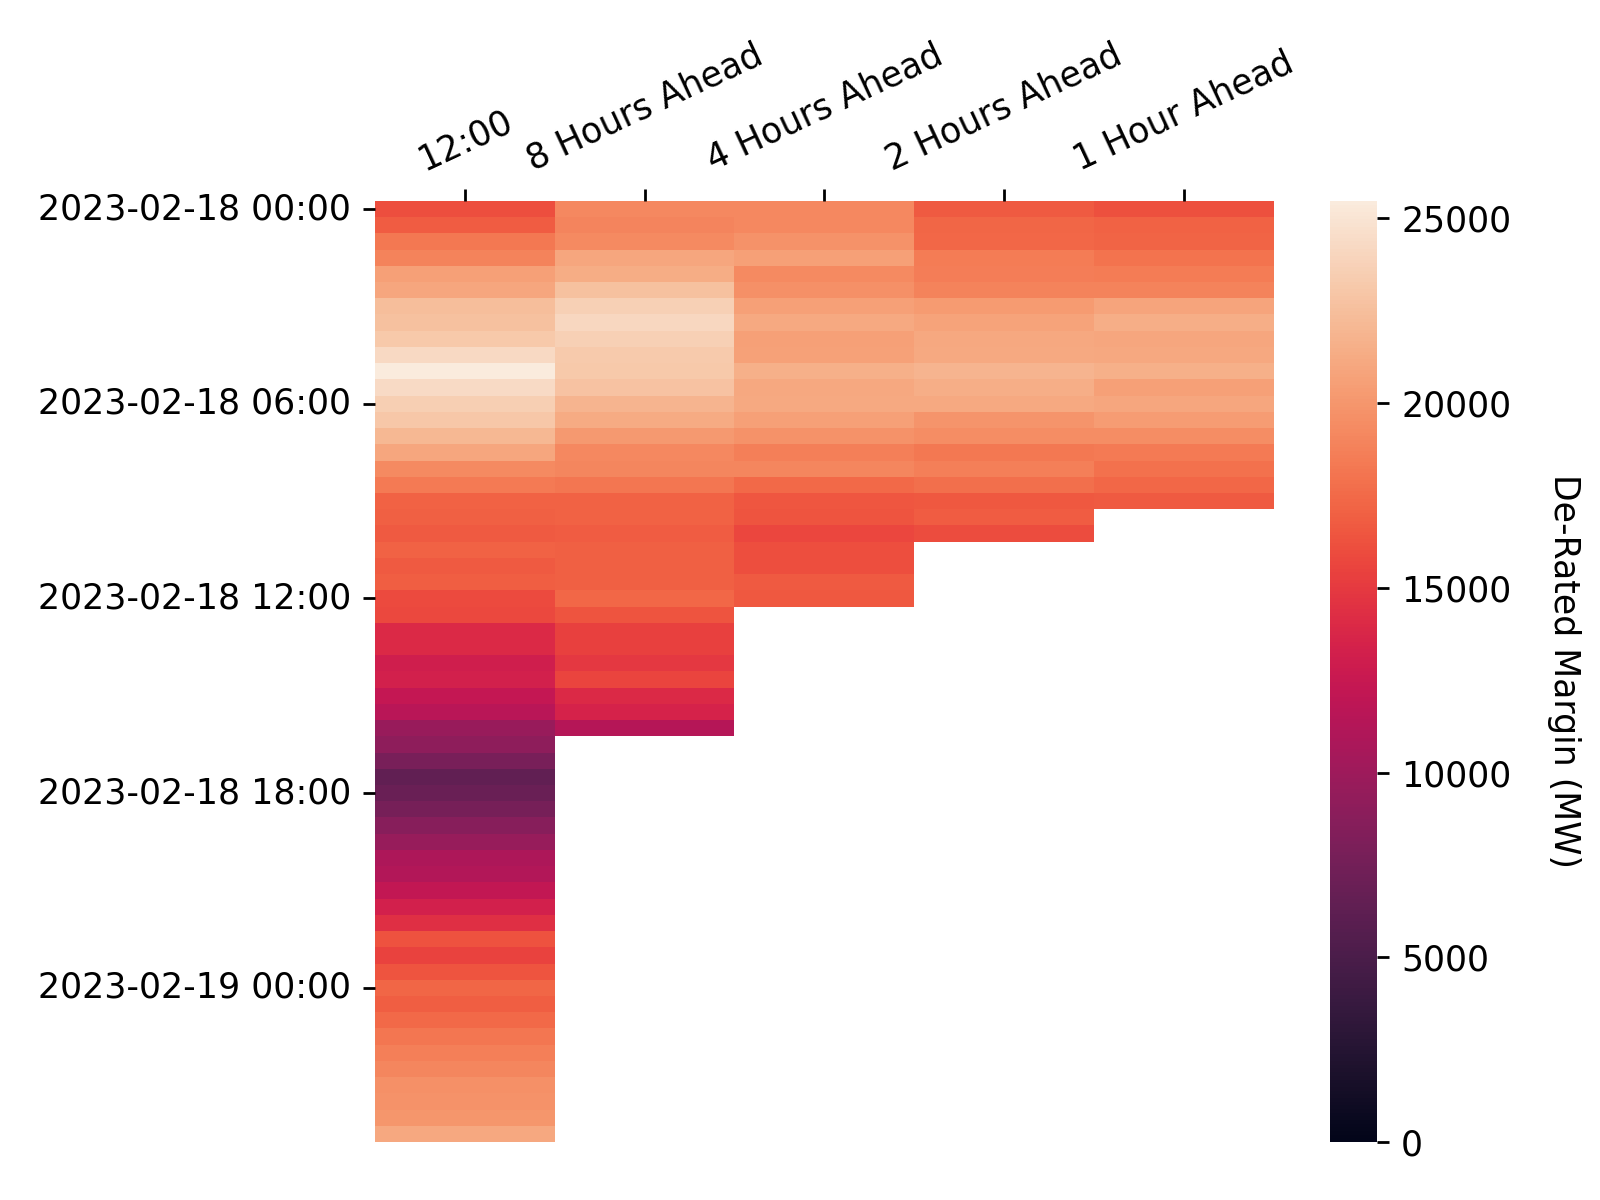 12:00
8 Hours Ahead
4 Hours Ahead
2 Hours Ahead
1 Hour Ahead
2023-02-18 00:00
2023-02-18 06:00
2023-02-18 12:00
2023-02-18 18:00
2023-02-19 00:00
25000
20000
15000
10000
5000
0
De-Rated Margin (MW)